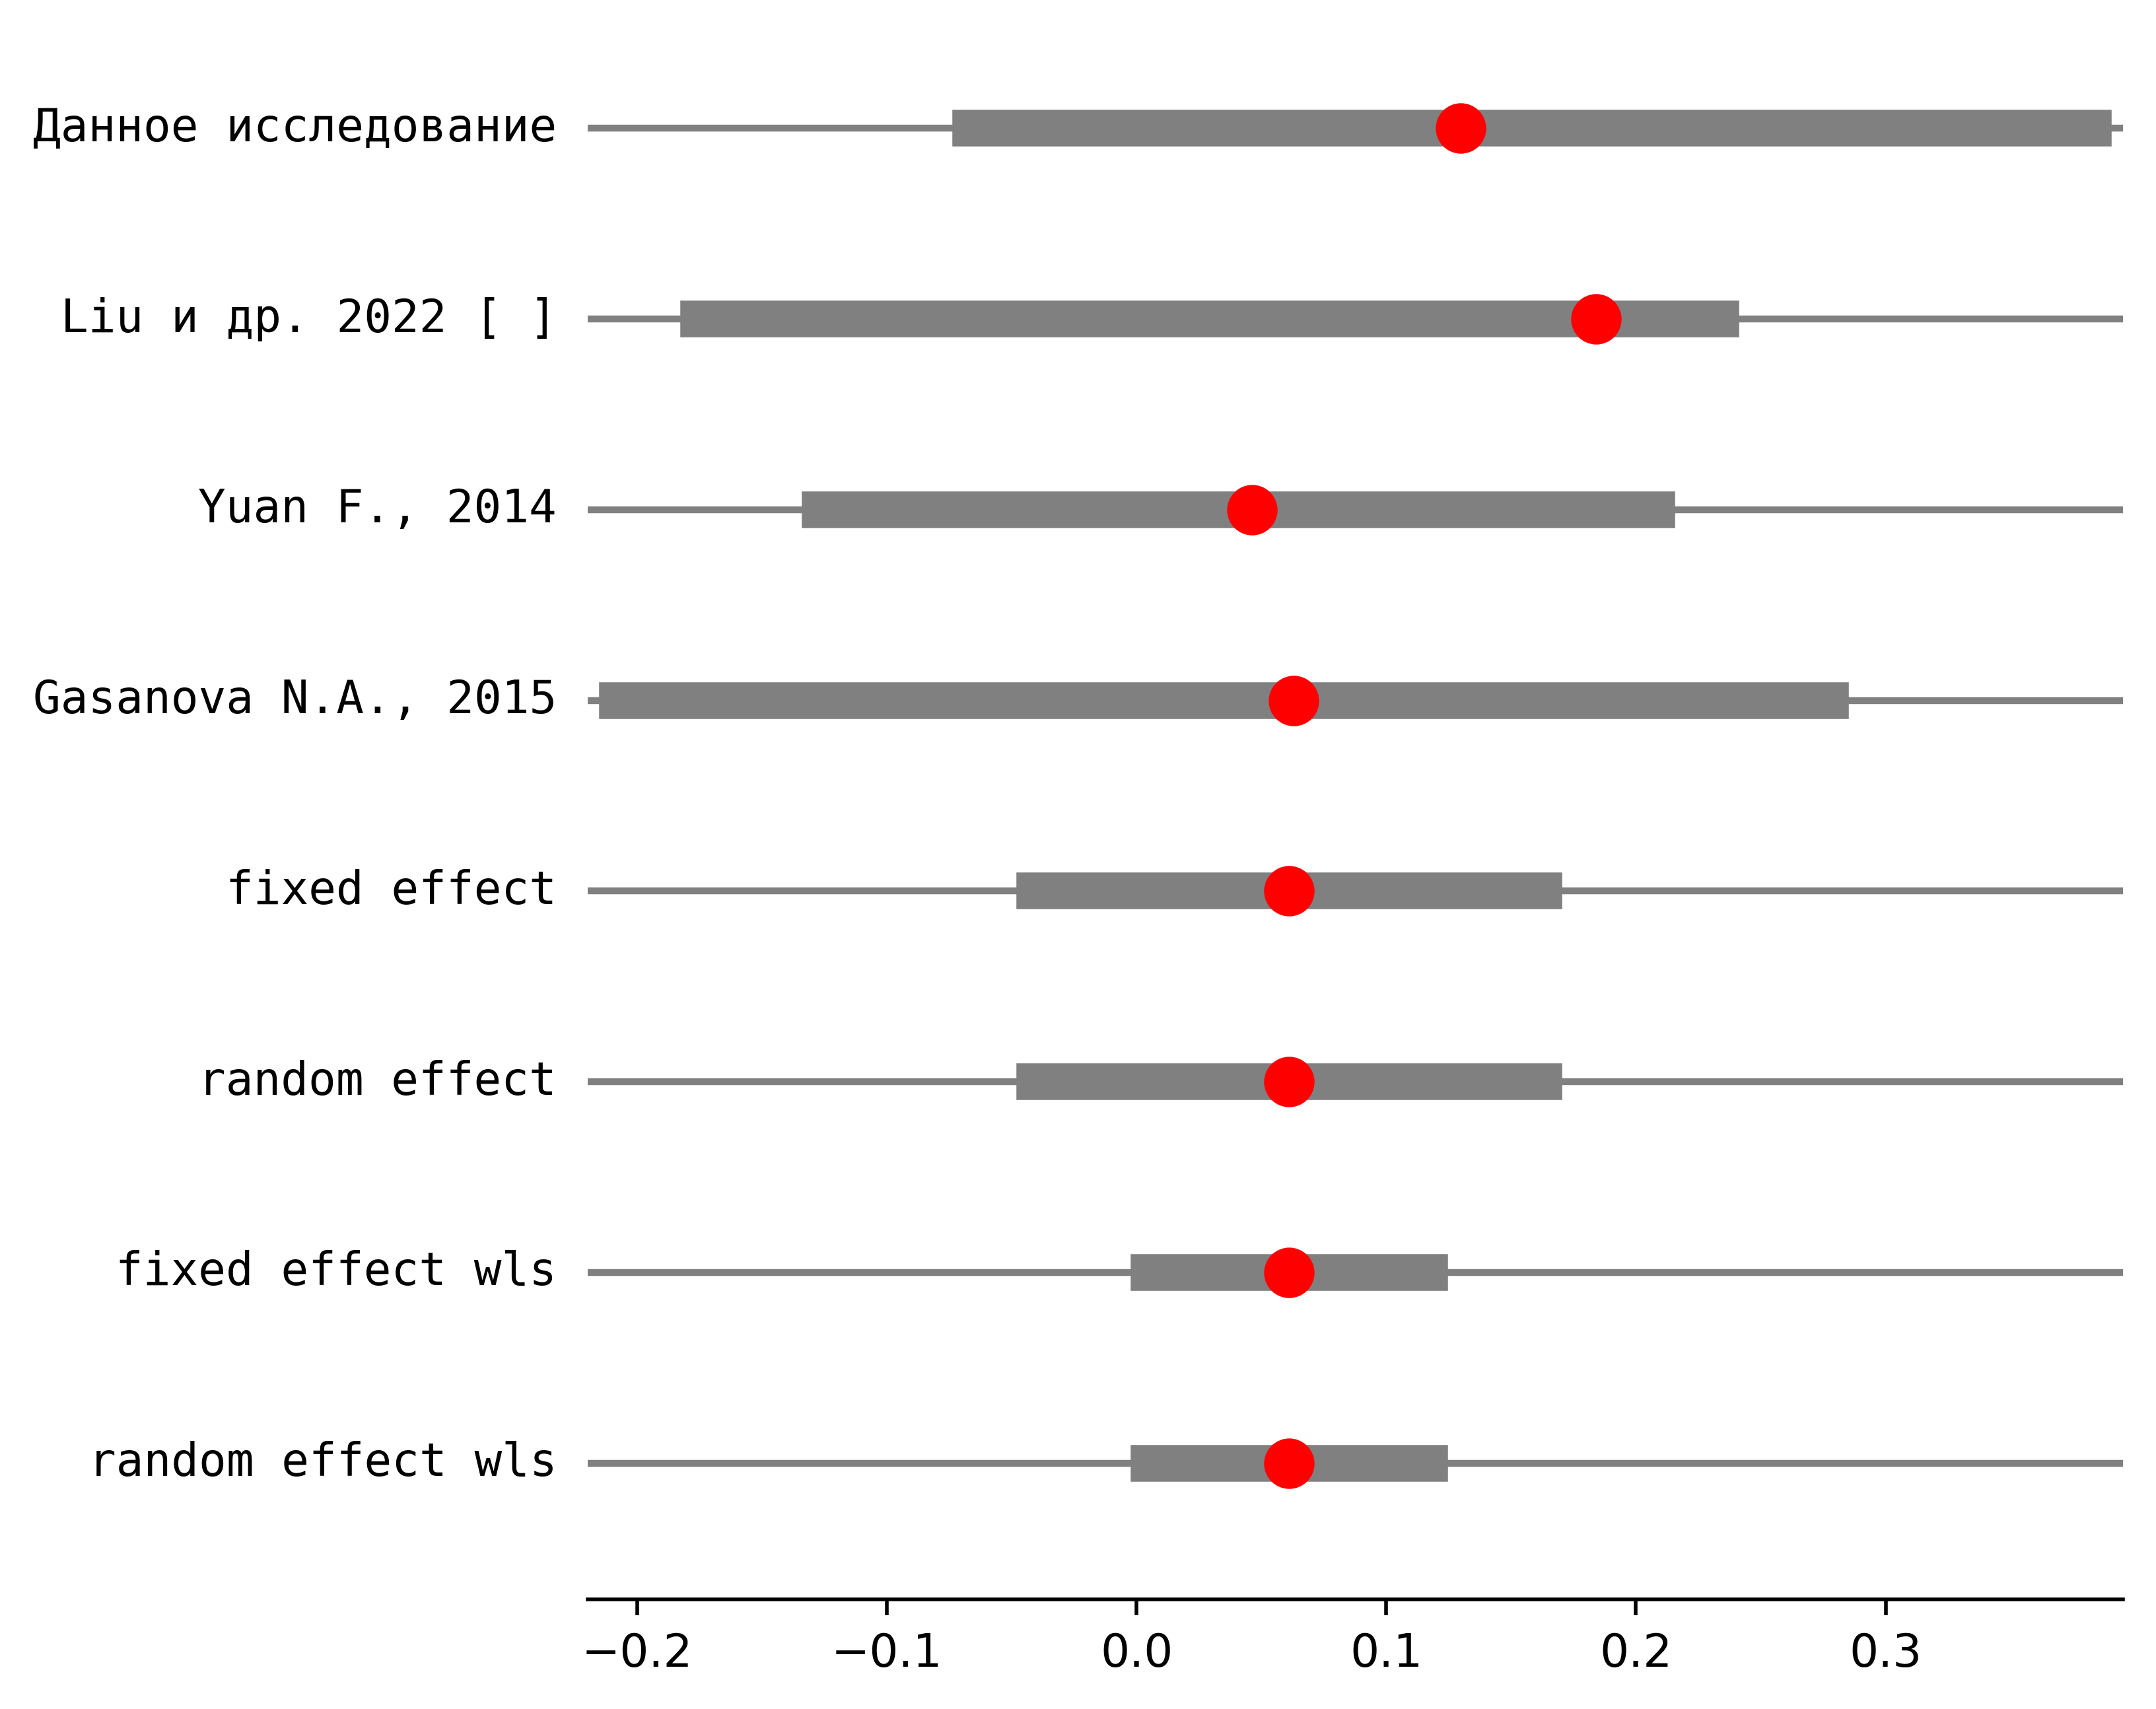 Данное исследование
Liu и др. 2022 [ ]
Yuan F., 2014
Gasanova N.A., 2015
fixed effect
random effect
fixed effect wls
random effect wls
−0.2 −0.1 0.0 0.1 0.2 0.3